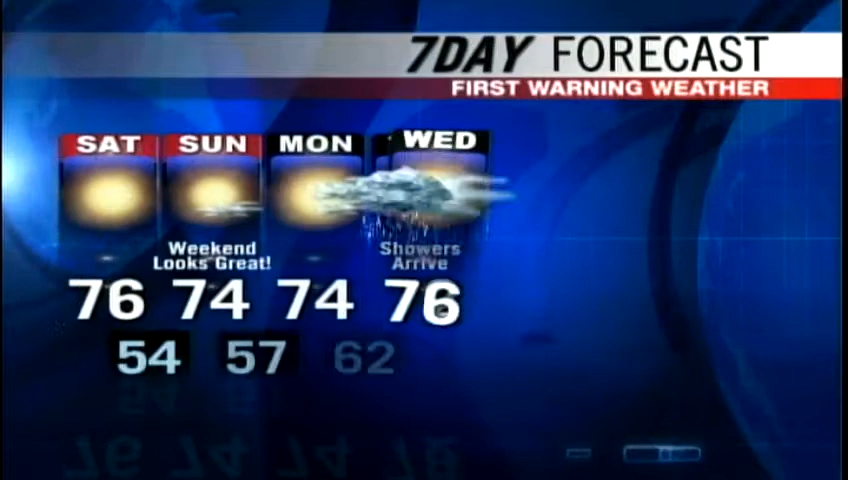 7DAY FORECAST
FIRST WARNING WEATHER
SAT SUN MON WED
Weekend Looks Great!
Showers Arrive
76 74 74 76
54 57 62